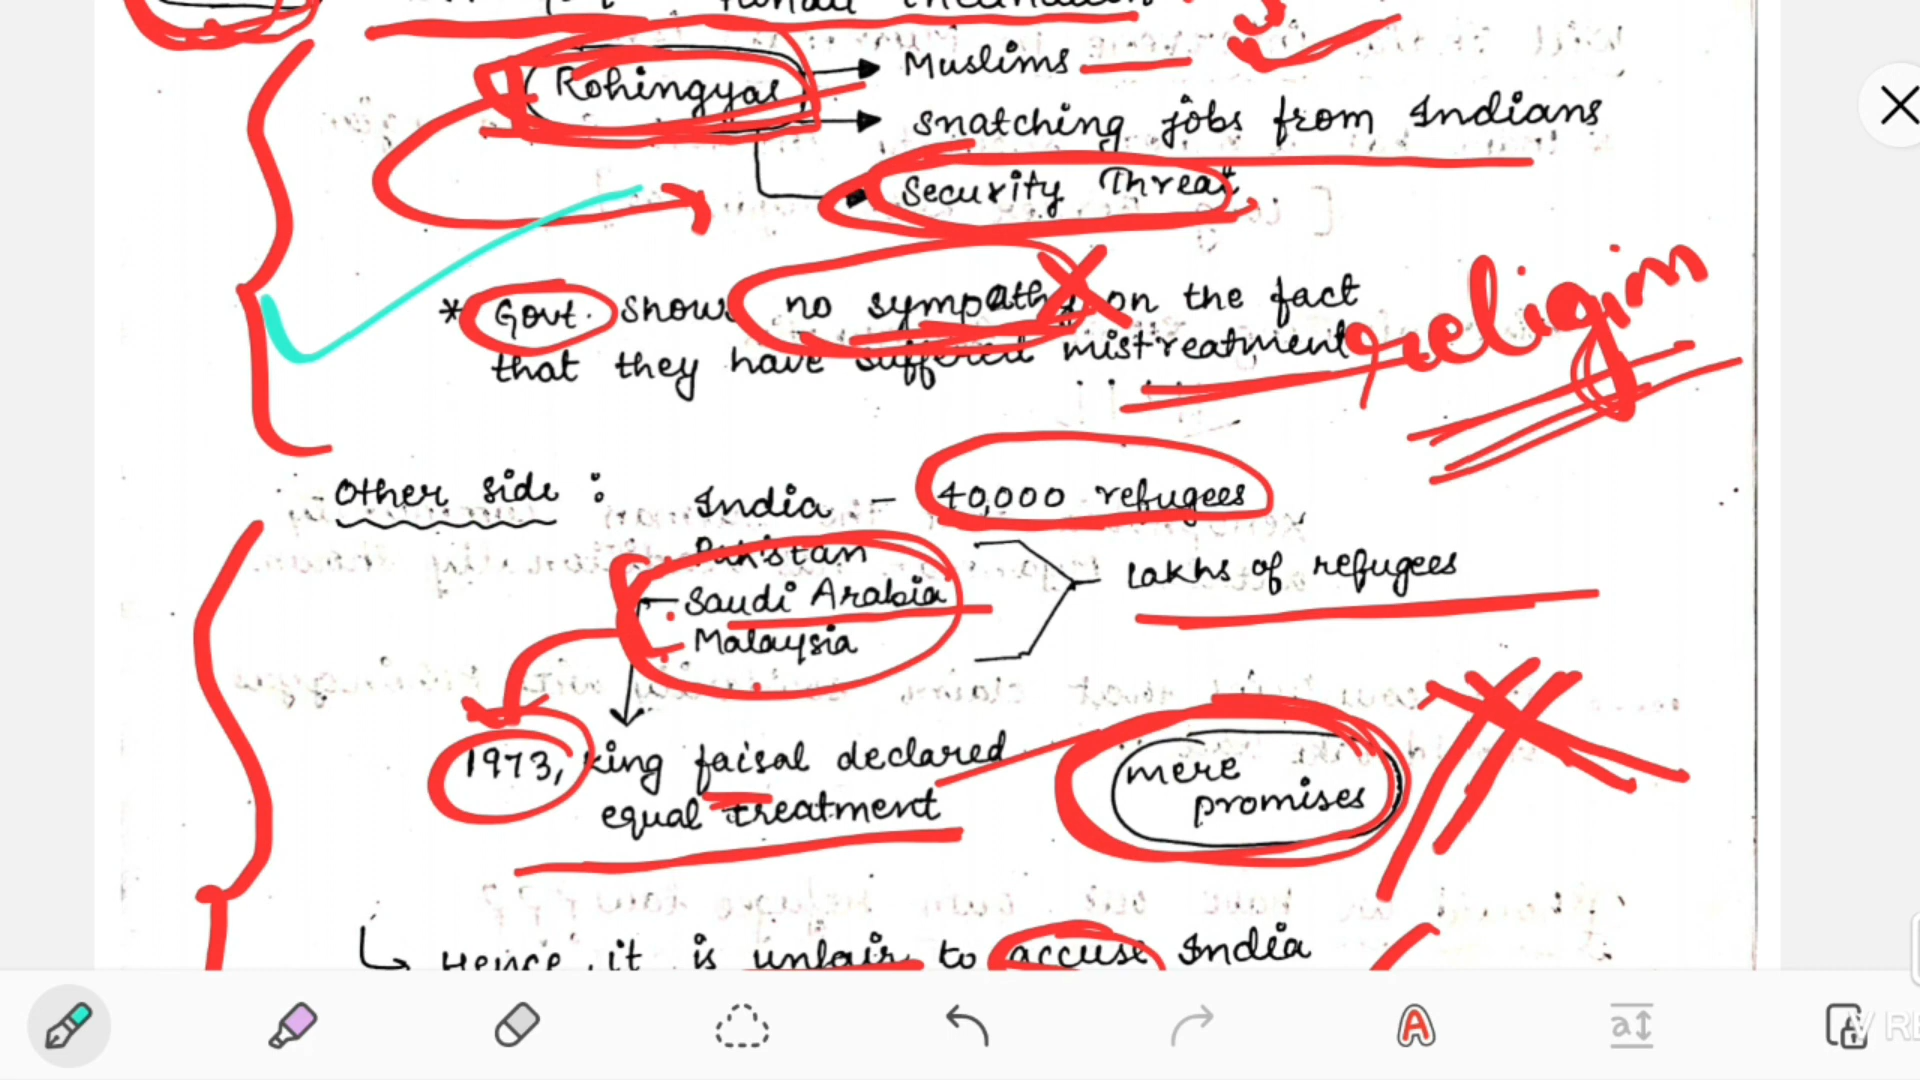 Rohingyas
Muslims
snatching jobs from Indians
Security Threat
* Govt. shows no sympathy on the fact
that they have suffered mistreatment
religion
Other side : India - 40,000 refugees
Pakistan
Saudi Arabia
Malaysia
Lakhs of refugees
1973, king faisal declared
equal treatment
mere
promises
Hence, it is unfair to accuse India